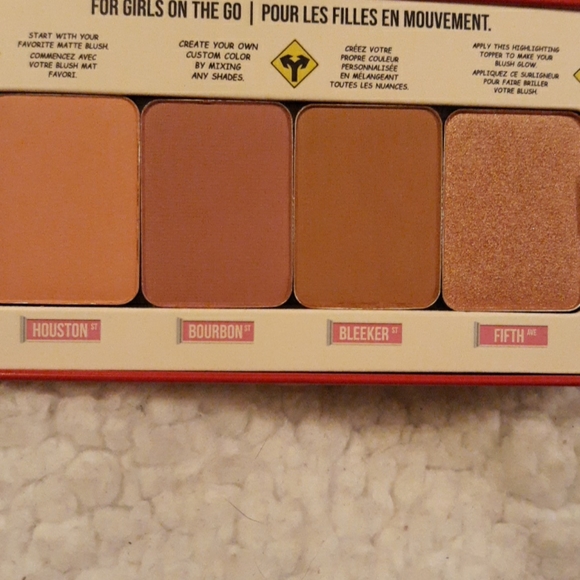 FOR GIRLS ON THE GO | POUR LES FILLES EN MOUVEMENT.
START WITH YOUR
FAVORITE MATTE BLUSH.
COMMENCEZ AVEC
VOTRE BLUSH MAT
FAVORI.
CREATE YOUR OWN
CUSTOM COLOR
BY MIXING
ANY SHADES.
CRÉEZ VOTRE
PROPRE COULEUR
PERSONNALISÉE
EN MÉLANGEANT
TOUTES LES NUANCES.
APPLY THIS HIGHLIGHTING
TOPPER TO MAKE YOUR
BLUSH GLOW.
APPLIQUEZ CE SUBLIGNEUR
POUR FAIRE BRILLER
VOTRE BLUSH.
HOUSTON ST
BOURBON ST
BLEEKER ST
FIFTH AVE